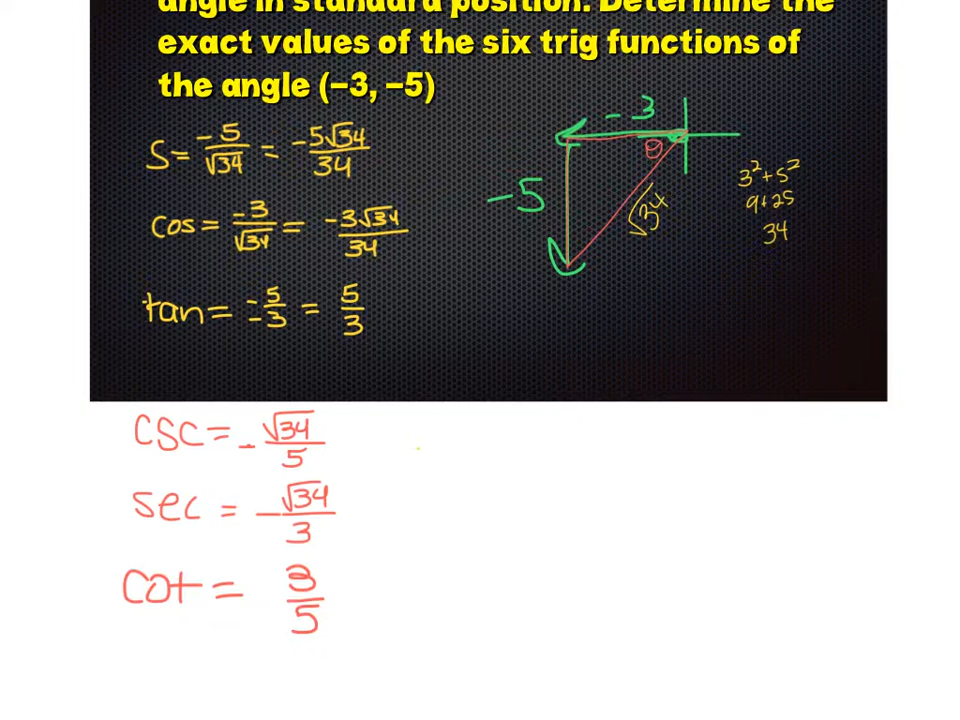 angle in standard position. Determine the
exact values of the six trig functions of
the angle (-3, -5)
S = -5/√34 = -5√34/34
cos = -3/√34 = -3√34/34
tan = -5/-3 = 5/3
-3
-5
θ
√34
3²+5²
9+25
34
csc = -√34/5
sec = -√34/3
cot = 3/5